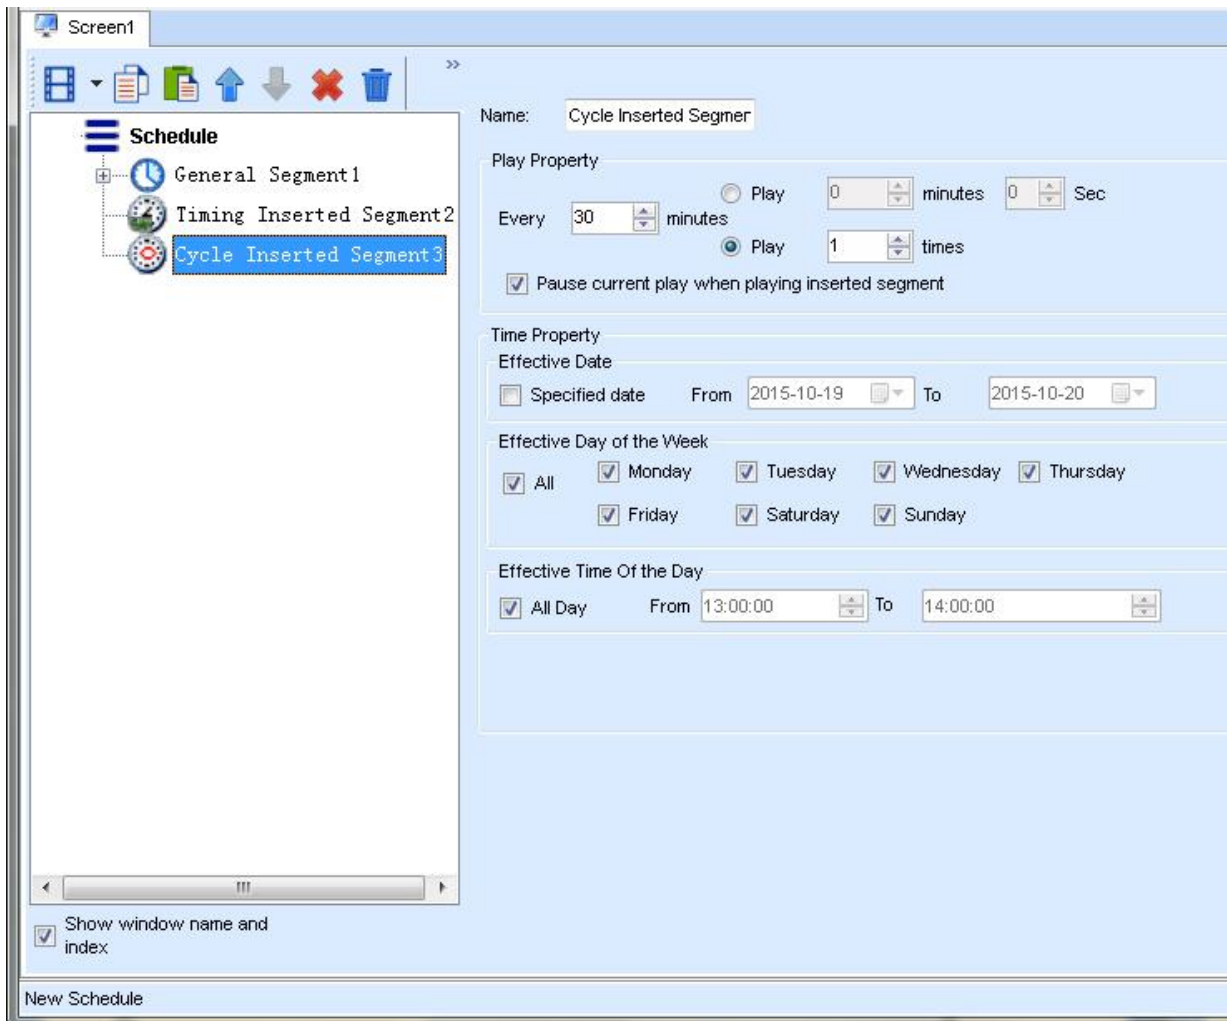 Screen1
»
Schedule
General Segment1
Timing Inserted Segment2
Cycle Inserted Segment3
Name: Cycle Inserted Segmer
Play Property
Play 0 minutes 0 Sec
Every 30 minutes
Play 1 times
Pause current play when playing inserted segment
Time Property
Effective Date
Specified date From 2015-10-19 To 2015-10-20
Effective Day of the Week
All Monday Tuesday Wednesday Thursday
Friday Saturday Sunday
Effective Time Of the Day
All Day From 13:00:00 To 14:00:00
Show window name and
index
New Schedule